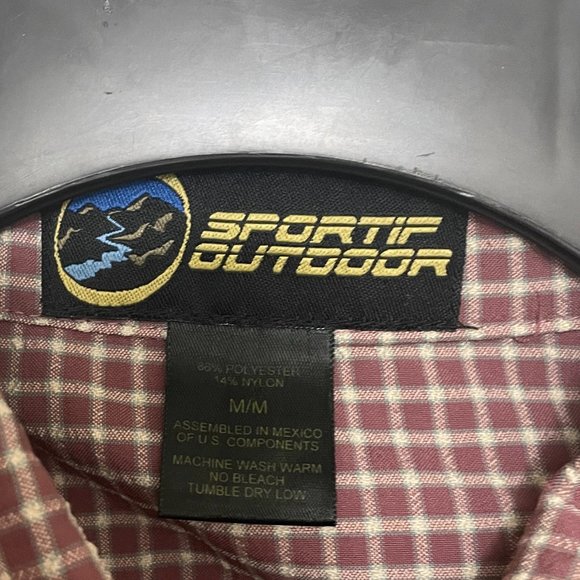 SPORTIF
OUTDOOR
86% POLYESTER
14% NYLON
M/M
ASSEMBLED IN MEXICO
OF U.S. COMPONENTS
MACHINE WASH WARM
NO BLEACH
TUMBLE DRY LOW